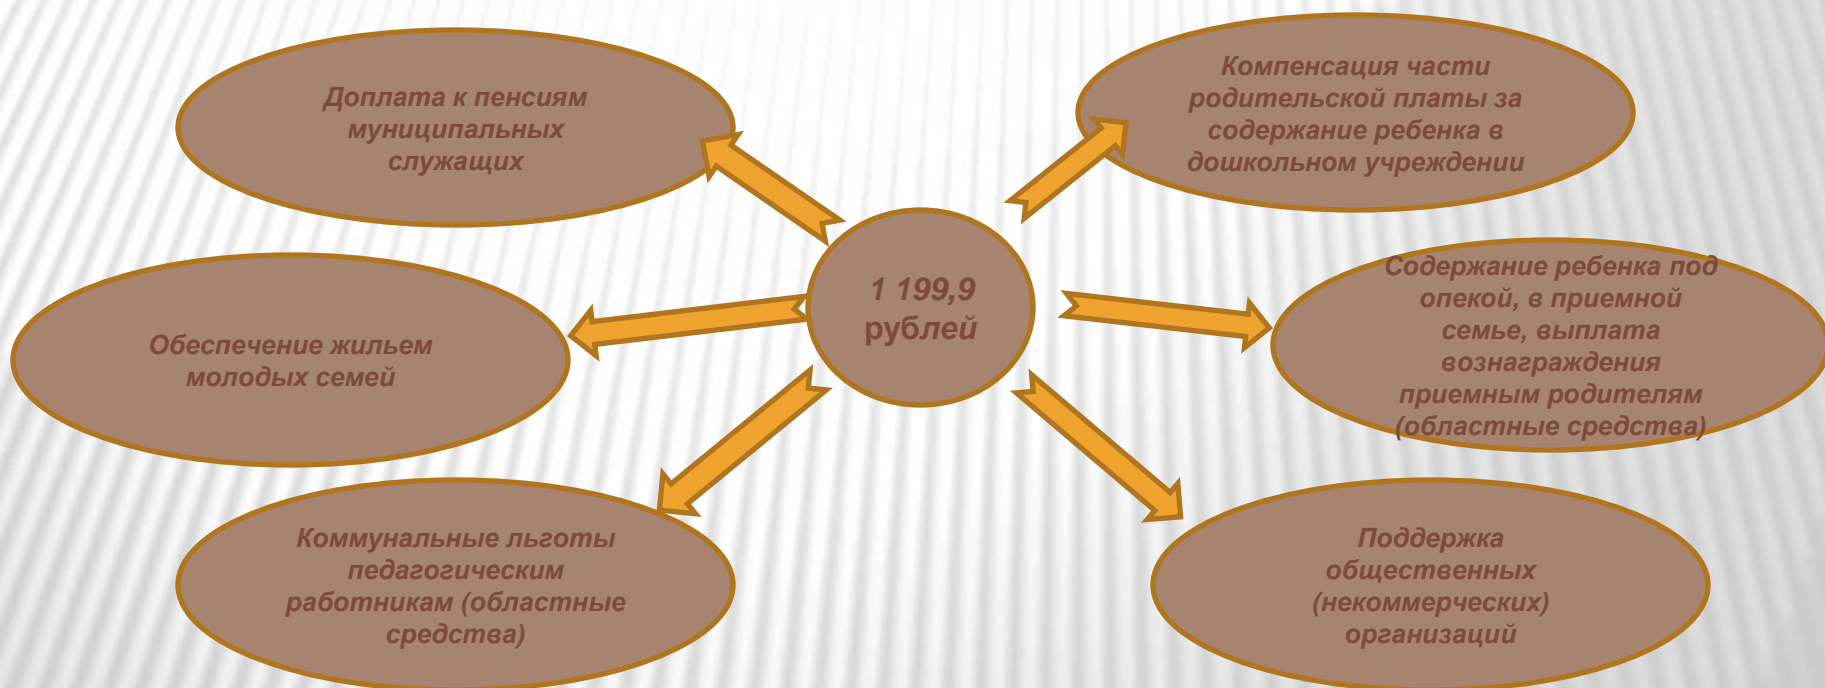 Доплата к пенсиям
муниципальных
служащих
Компенсация части
родительской платы за
содержание ребенка в
дошкольном учреждении
1 199,9
рублей
Обеспечение жильем
молодых семей
Содержание ребенка под
опекой, в приемной
семье, выплата
вознаграждения
приемным родителям
(областные средства)
Коммунальные льготы
педагогическим
работникам (областные
средства)
Поддержка
общественных
(некоммерческих)
организаций